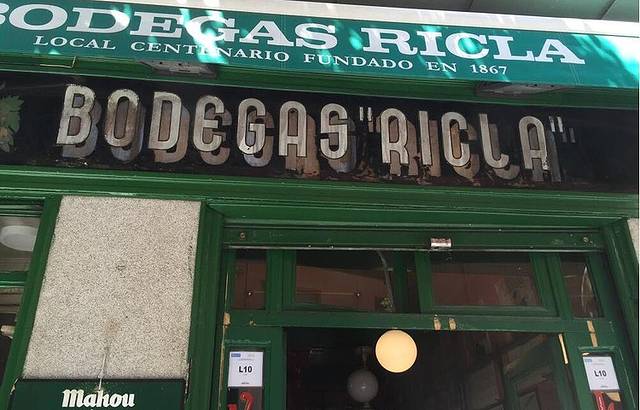 BODEGAS RICLA
LOCAL CENTENARIO FUNDADO EN 1867
BODEGAS "RICLA"
L10
L10
Mahou